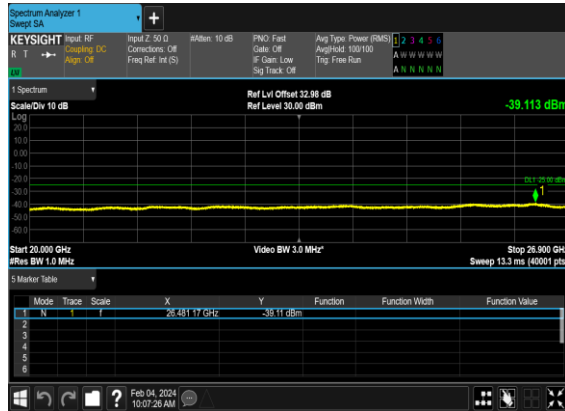 Spectrum Analyzer 1
Swept SA
+
KEYSIGHT Input: RF Input Z: 50 Ω #Atten: 10 dB PNO: Fast Avg Type: Power (RMS) 1 2 3 4 5 6
R T Coupling: DC Corrections: Off Gate: Off Avg|Hold: 100/100 A W W W W W
Align: Off Freq Ref: Int (S) IF Gain: Low Trig: Free Run
Sig Track: Off A N N N N N
1 Spectrum Ref Lvl Offset 32.98 dB
Scale/Div 10 dB Ref Level 30.00 dBm -39.113 dBm
Log
20.0
10.0
0.00
-10.0
-20.0 DL1 -25.00 dBm
-30.0 1
-40.0
-50.0
-60.0
Start 20.000 GHz Video BW 3.0 MHz* Stop 26.900 GHz
#Res BW 1.0 MHz Sweep 13.3 ms (40001 pts
5 Marker Table
Mode Trace Scale X Y Function Function Width Function Value
1 N 1 f 26.481 17 GHz -39.11 dBm
2
3
4
5
6
? Feb 04, 2024
10:07:26 AM